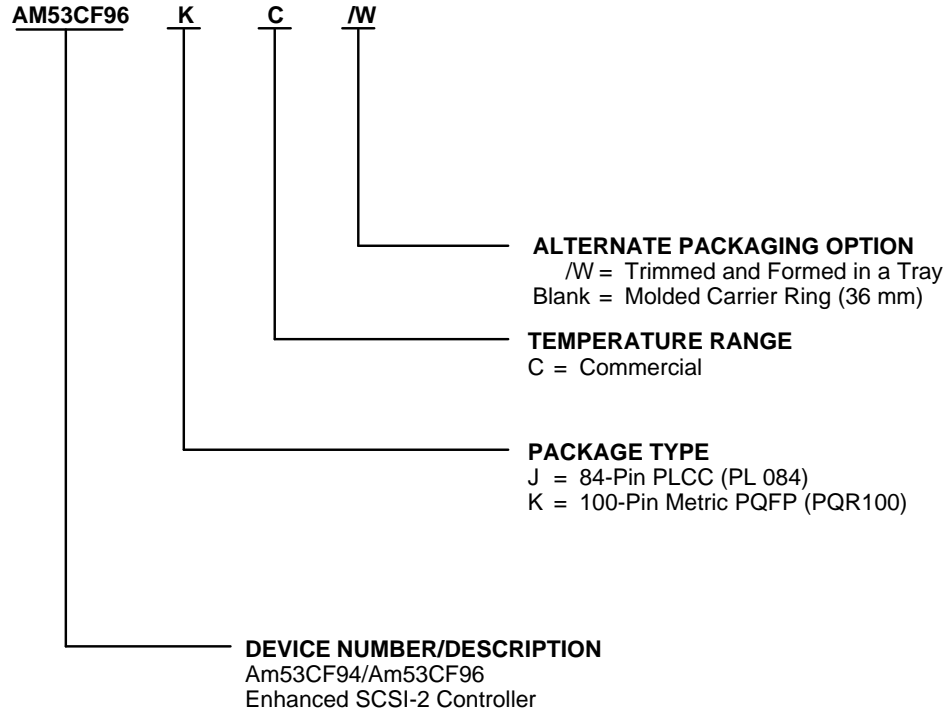 AM53CF96 K C /W
ALTERNATE PACKAGING OPTION
/W = Trimmed and Formed in a Tray
Blank = Molded Carrier Ring (36 mm)
TEMPERATURE RANGE
C = Commercial
PACKAGE TYPE
J = 84-Pin PLCC (PL 084)
K = 100-Pin Metric PQFP (PQR100)
DEVICE NUMBER/DESCRIPTION
Am53CF94/Am53CF96
Enhanced SCSI-2 Controller